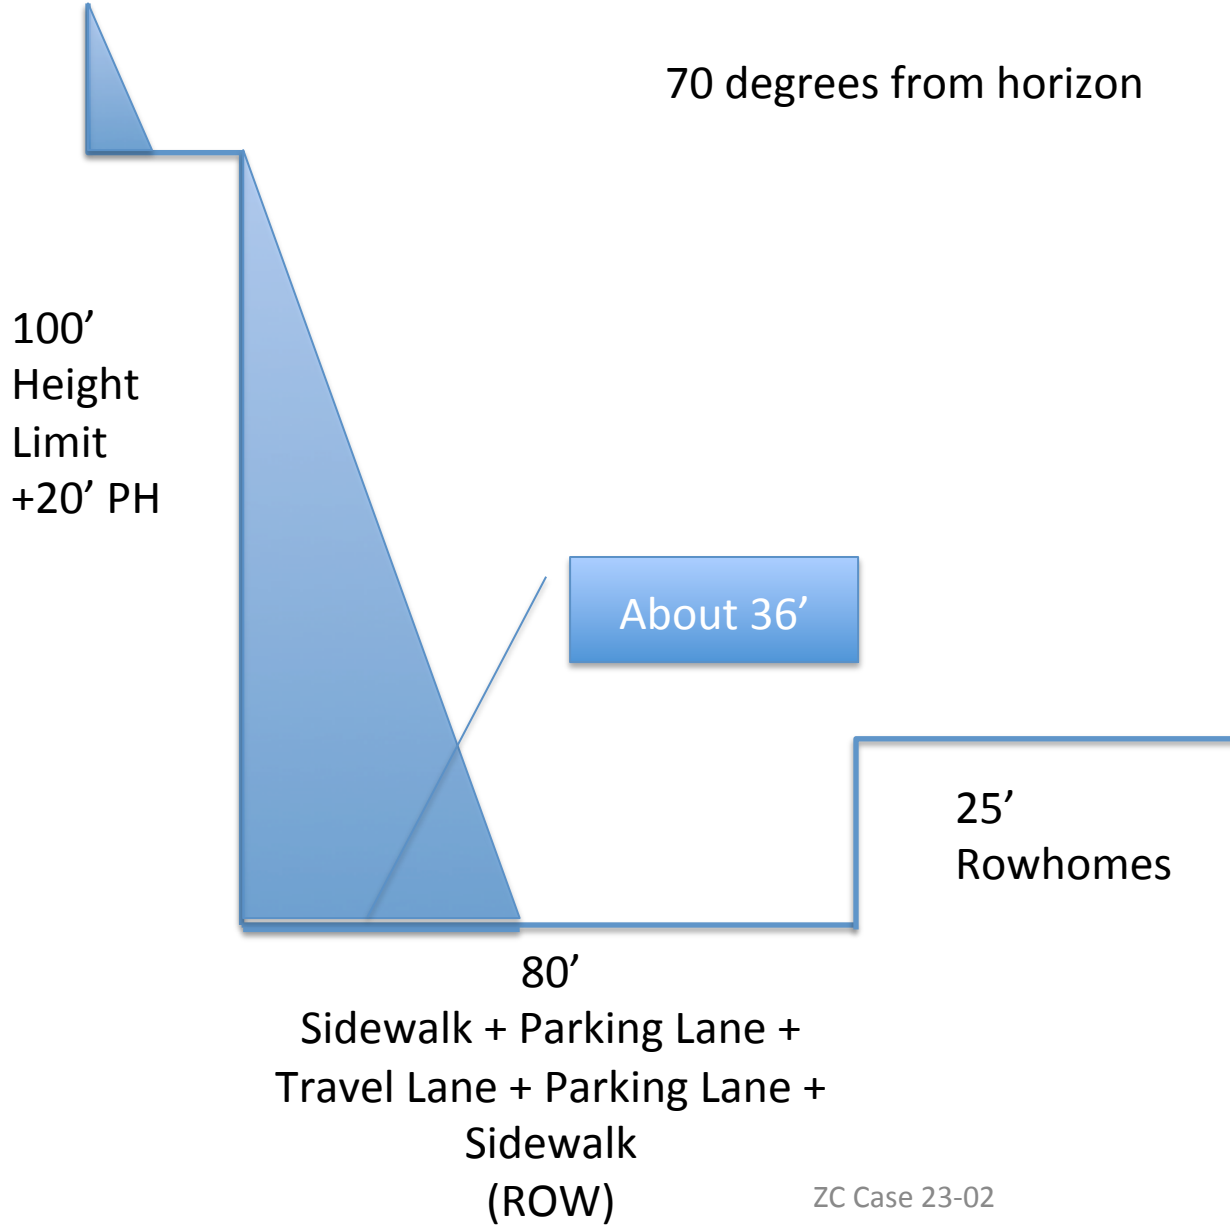 70 degrees from horizon
100’
Height
Limit
+20’ PH
About 36’
25’
Rowhomes
80’
Sidewalk + Parking Lane +
Travel Lane + Parking Lane +
Sidewalk
(ROW)
ZC Case 23-02